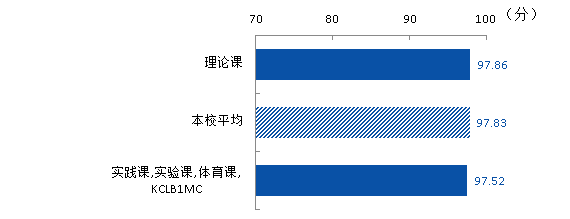 70 80 90 100 （分）
理论课 97.86
本校平均 97.83
实践课,实验课,体育课, 97.52
KCLB1MC